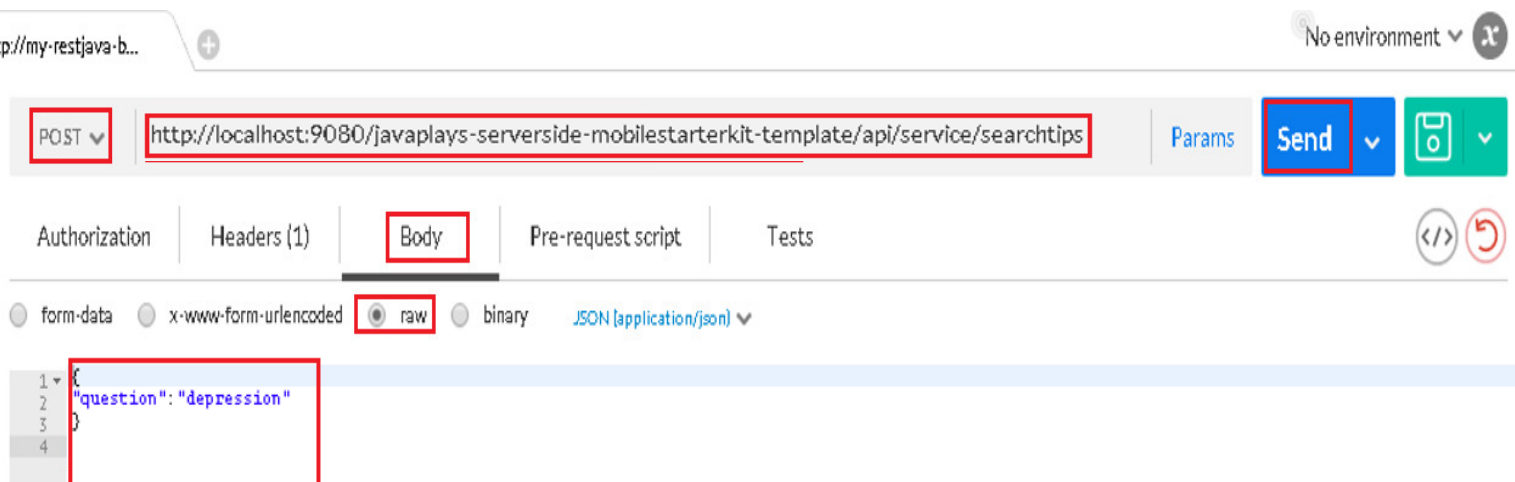 tp://my-restjava-b...
No environment
POST
http://localhost:9080/javaplays-serverside-mobilestarterkit-template/api/service/searchtips
Params
Send
Authorization
Headers (1)
Body
Pre-request script
Tests
form-data
x-www-form-urlencoded
raw
binary
JSON (application/json)
1 {
2 "question":"depression"
3 }
4